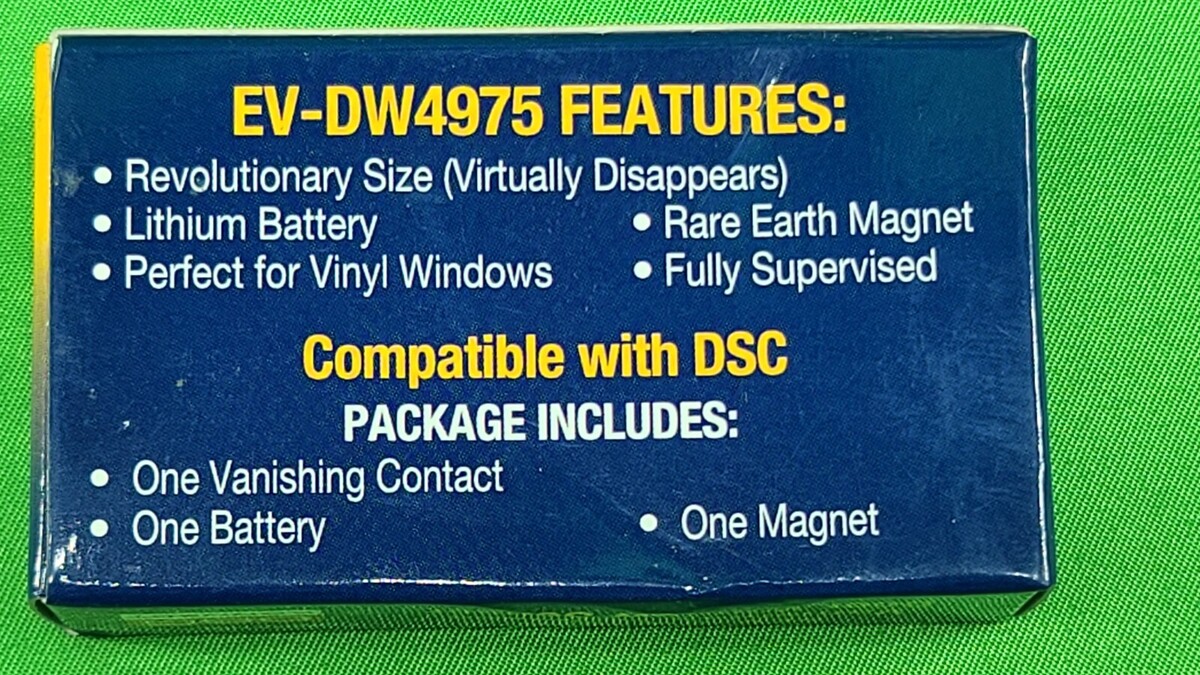 EV-DW4975 FEATURES:
• Revolutionary Size (Virtually Disappears)
• Lithium Battery • Rare Earth Magnet
• Perfect for Vinyl Windows • Fully Supervised
Compatible with DSC
PACKAGE INCLUDES:
• One Vanishing Contact
• One Battery • One Magnet